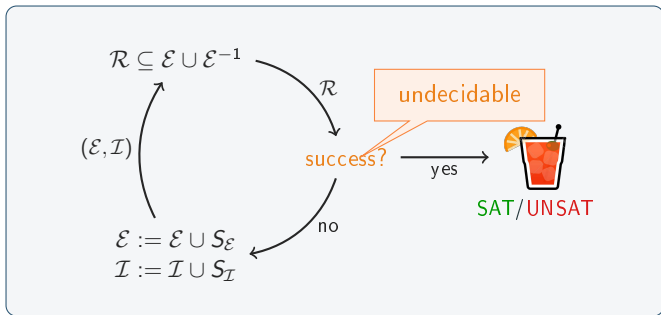 ℛ ⊆ ℰ ∪ ℰ⁻¹
ℛ
undecidable
(ℰ, ℐ)
success?
yes
SAT/UNSAT
no
ℰ := ℰ ∪ S_ℰ
ℐ := ℐ ∪ S_ℐ